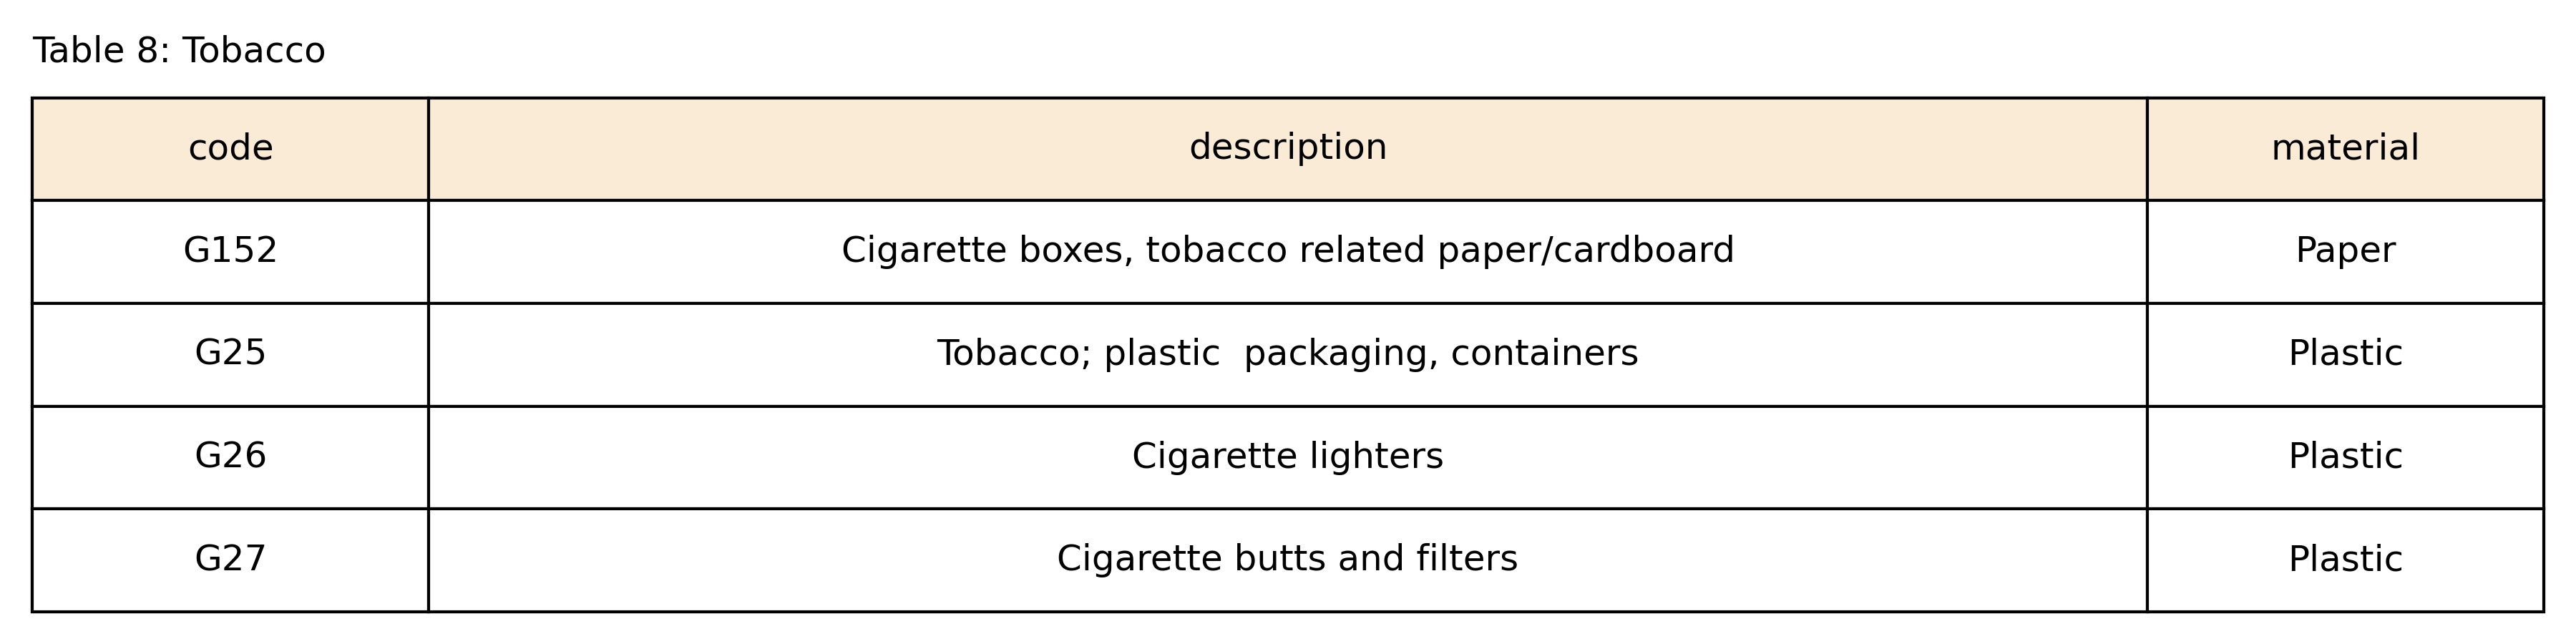 Table 8: Tobacco
code description material
G152 Cigarette boxes, tobacco related paper/cardboard Paper
G25 Tobacco; plastic  packaging, containers Plastic
G26 Cigarette lighters Plastic
G27 Cigarette butts and filters Plastic